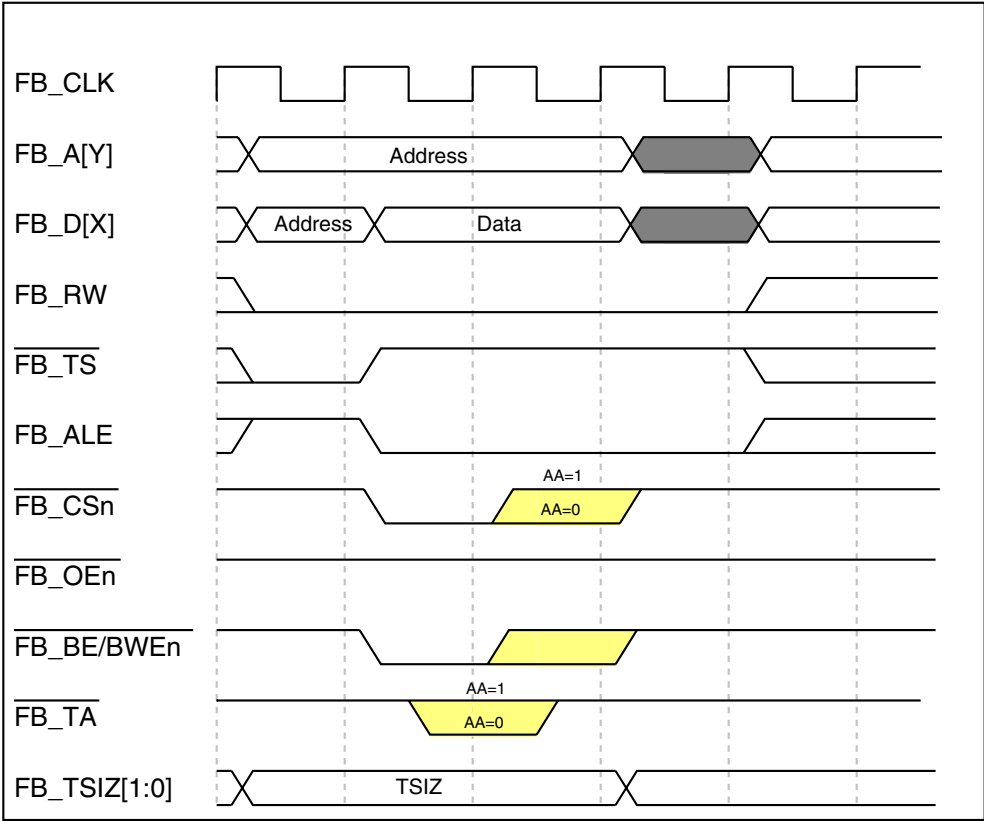 FB_CLK
FB_A[Y]
Address
FB_D[X]
Address
Data
FB_RW
FB_TS
FB_ALE
AA=1
FB_CSn
AA=0
FB_OEn
FB_BE/BWEn
AA=1
FB_TA
AA=0
FB_TSIZ[1:0]
TSIZ